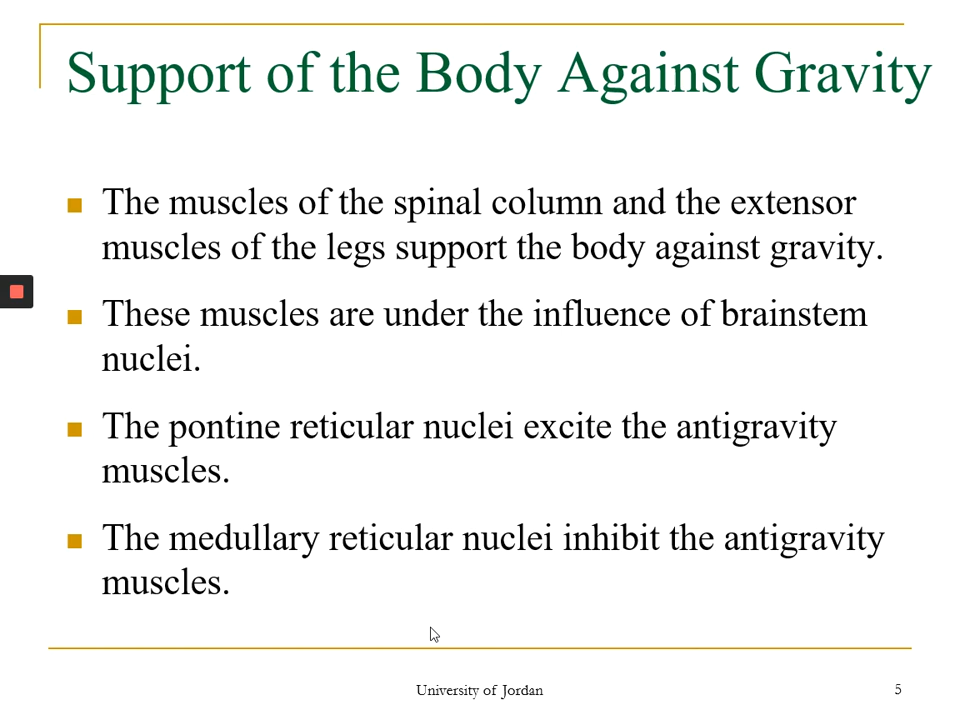 Support of the Body Against Gravity
The muscles of the spinal column and the extensor
muscles of the legs support the body against gravity.
These muscles are under the influence of brainstem
nuclei.
The pontine reticular nuclei excite the antigravity
muscles.
The medullary reticular nuclei inhibit the antigravity
muscles.
University of Jordan
5